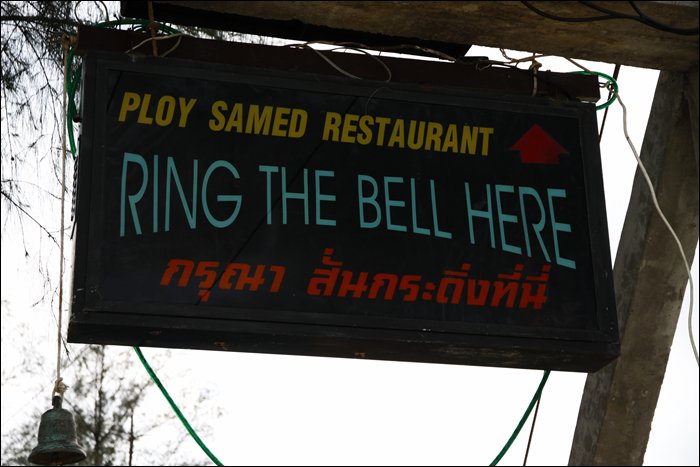 PLOY SAMED RESTAURANT
RING THE BELL HERE
กรุณา สั่นกระดิ่งที่นี่